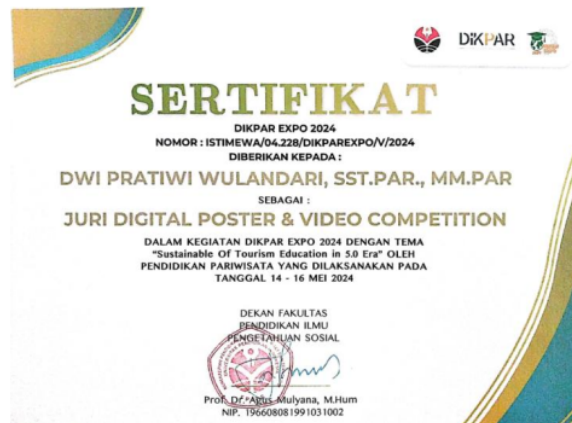 DiKPAR
SERTIFIKAT
DIKPAR EXPO 2024
NOMOR : ISTIMEWA/04.228/DIKPAREXPO/V/2024
DIBERIKAN KEPADA :
DWI PRATIWI WULANDARI, SST.PAR., MM.PAR
SEBAGAI :
JURI DIGITAL POSTER & VIDEO COMPETITION
DALAM KEGIATAN DIKPAR EXPO 2024 DENGAN TEMA
"Sustainable Of Tourism Education in 5.0 Era" OLEH
PENDIDIKAN PARIWISATA YANG DILAKSANAKAN PADA
TANGGAL 14 - 16 MEI 2024
DEKAN FAKULTAS
PENDIDIKAN ILMU
PENGETAHUAN SOSIAL
Prof. Dr. Agus Mulyana, M.Hum
NIP. 196608081991031002